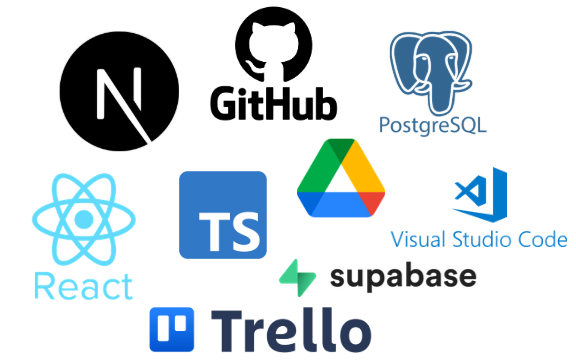 N
GitHub
PostgreSQL
TS
Visual Studio Code
React
supabase
Trello